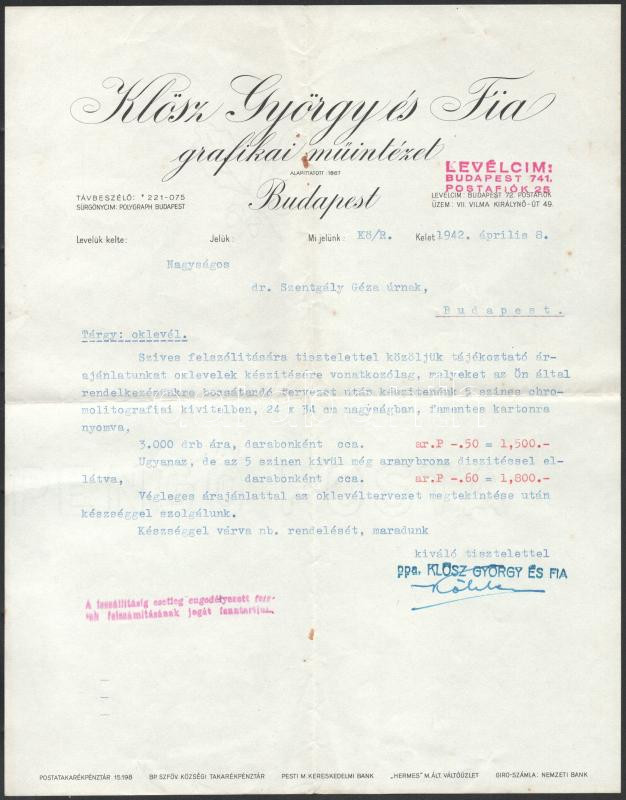 Klösz György és Fia
grafikai müintézet
ALAPITTATOTT 1867
Budapest
TÁVBESZÉLŐ: * 221-075
SÜRGÖNYCIM: POLYGRAPH BUDAPEST
LEVÉLCIM:
BUDAPEST 741.
POSTAFIÓK 25
LEVÉLCIM: BUDAPEST 72. POSTAFIÓK
ÜZEM: VII. VILMA KIRÁLYNŐ-ÚT 49.
Levelük kelte: Jelük: Mi jelünk: Kő/R. Kelet 1942. április 8.
Nagyságos
dr. Szentgály Géza úrnak,
Budapest.
Tárgy: oklevél.
Szives felszólitására tisztelettel közöljük tájékoztató ár-
ajánlatunkat oklevelek készitésére vonatkozólag, melyeket az Ön által
rendelkezésünkre bocsátandó tervezet után készitenénk 5 szines chro-
molitografiai kivitelben, 24 x 34 cm nagyságban, famentes kartonra
nyomva,
3.000 drb ára, darabonként cca. ar.P -.50 = 1,500.-
Ugyanaz, de az 5 szinen kivül még aranybronz diszitéssel el-
látva, darabonként cca. ar.P -.60 = 1,800.-
Végleges árajánlattal az oklevéltervezet megtekintése után
készséggel szolgálunk.
Készséggel várva nb. rendelését, maradunk
kiváló tisztelettel
ppa. KLÖSZ GYÖRGY ÉS FIA
A leszállitásig esetleg engedélyezett
felszámitásának jogát fenntartjuk.
POSTATAKARÉKPÉNZTÁR 15.198 BP. SZFŐV. KÖZSÉGI TAKARÉKPÉNZTÁR PESTI M. KERESKEDELMI BANK „HERMES" M. ÁLT. VÁLTÓÜZLET GIRO-SZÁMLA: NEMZETI BANK